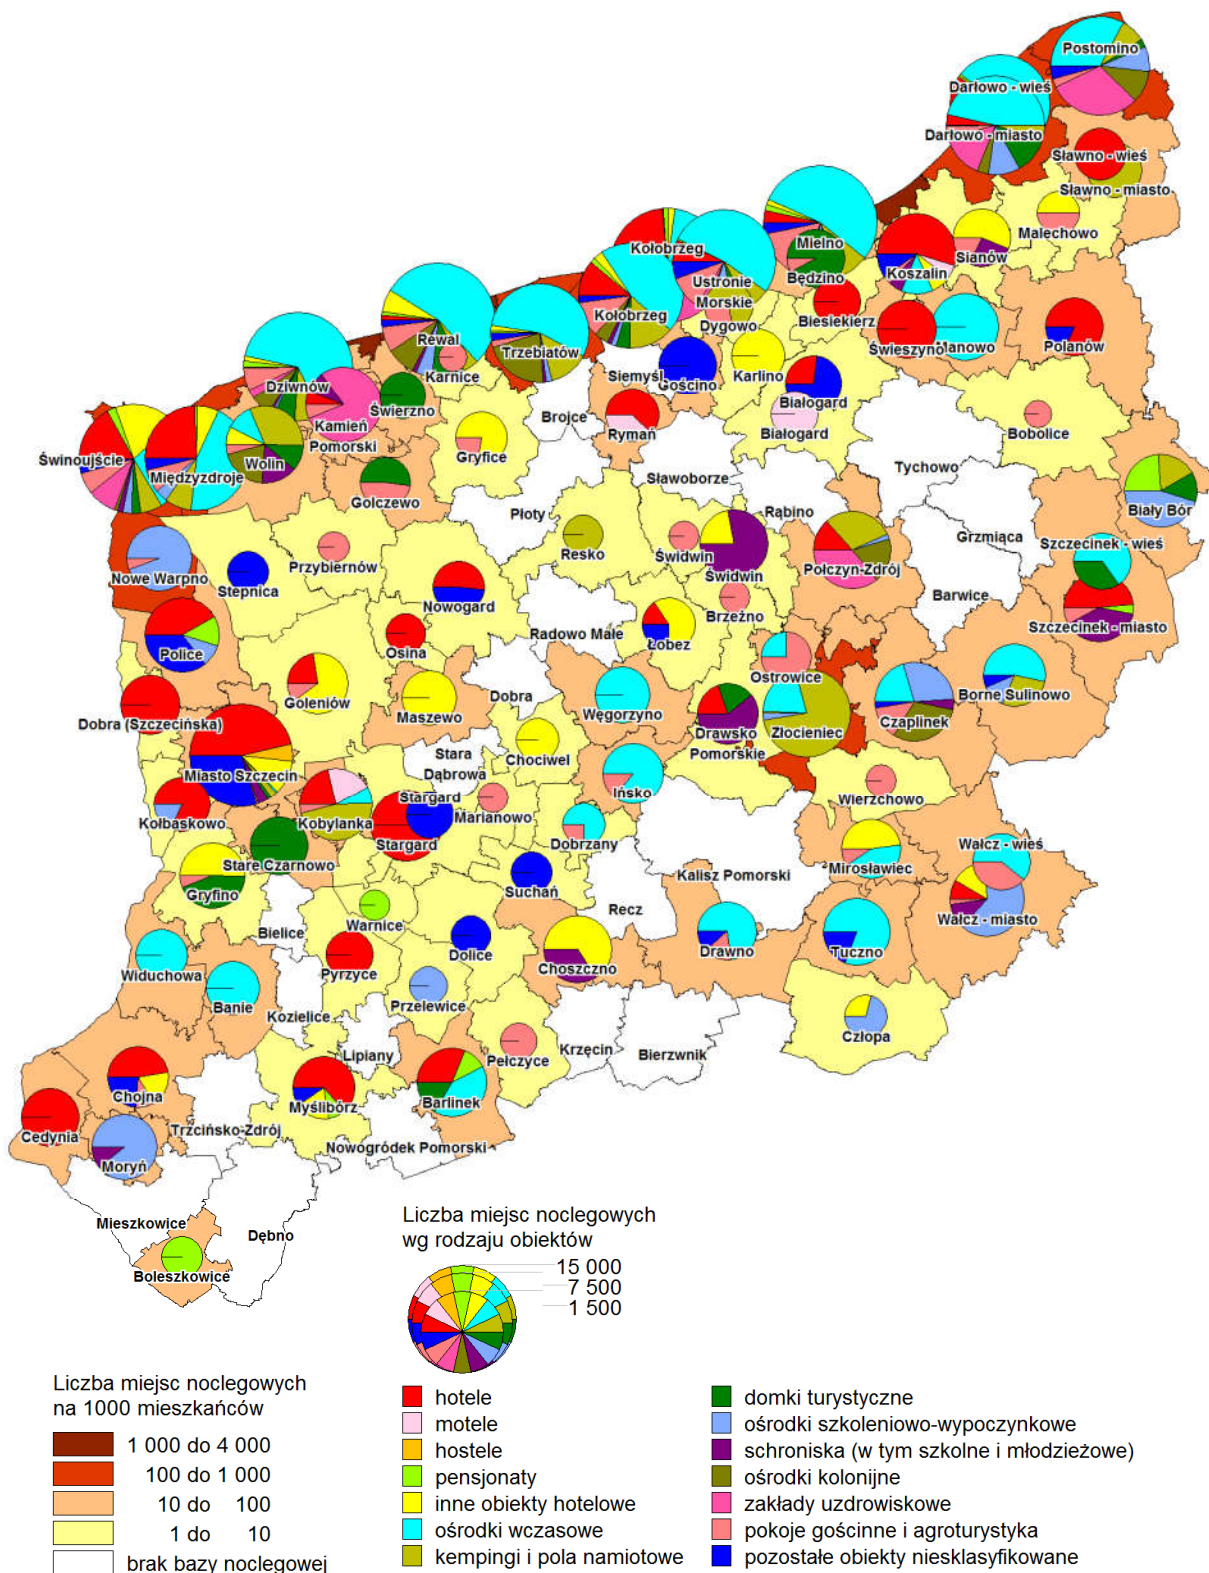 Postomino
Darłowo - wieś
Darłowo - miasto
Sławno - wieś
Sławno - miasto
Malechowo
Kołobrzeg
Mielno
Sianów
Będzino
Koszalin
Ustronie
Morskie
Kołobrzeg
Dygowo
Biesiekierz
Rewal
Trzebiatów
Świeszyno
Manowo
Polanów
Karnice
Siemyśl
Gościno
Karlino
Dziwnów
Świerzno
Białogard
Kamień
Pomorski
Brojce
Rymań
Białogard
Bobolice
Świnoujście
Międzyzdroje
Wolin
Gryfice
Tychowo
Sławoborze
Golczewo
Biały Bór
Płoty
Rąbino
Grzmiąca
Szczecinek - wieś
Resko
Świdwin
Świdwin
Połczyn-Zdrój
Nowe Warpno
Przybiernów
Stepnica
Nowogard
Brzeżno
Barwice
Szczecinek - miasto
Radowo Małe
Łobez
Police
Osina
Ostrowice
Goleniów
Dobra
Węgorzyno
Borne Sulinowo
Maszewo
Dobra (Szczecińska)
Czaplinek
Drawsko
Pomorskie
Złocieniec
Stara
Dąbrowa
Chociwel
Miasto Szczecin
Ińsko
Stargard
Marianowo
Wierzchowo
Kołbaskowo
Kobylanka
Stargard
Dobrzany
Wałcz - wieś
Stare Czarnowo
Mirosławiec
Kalisz Pomorski
Gryfino
Suchań
Recz
Wałcz - miasto
Warnice
Bielice
Drawno
Tuczno
Dolice
Choszczno
Widuchowa
Pyrzyce
Banie
Przelewice
Kozielice
Człopa
Lipiany
Pełczyce
Krzęcin
Bierzwnik
Chojna
Myślibórz
Barlinek
Cedynia
Trzcińsko-Zdrój
Nowogródek Pomorski
Moryń
Mieszkowice
Dębno
Boleszkowice
Liczba miejsc noclegowych
wg rodzaju obiektów
15 000
7 500
1 500
Liczba miejsc noclegowych
na 1000 mieszkańców
1 000 do 4 000
100 do 1 000
10 do 100
1 do 10
brak bazy noclegowej
hotele
motele
hostele
pensjonaty
inne obiekty hotelowe
ośrodki wczasowe
kempingi i pola namiotowe
domki turystyczne
ośrodki szkoleniowo-wypoczynkowe
schroniska (w tym szkolne i młodzieżowe)
ośrodki kolonijne
zakłady uzdrowiskowe
pokoje gościnne i agroturystyka
pozostałe obiekty niesklasyfikowane